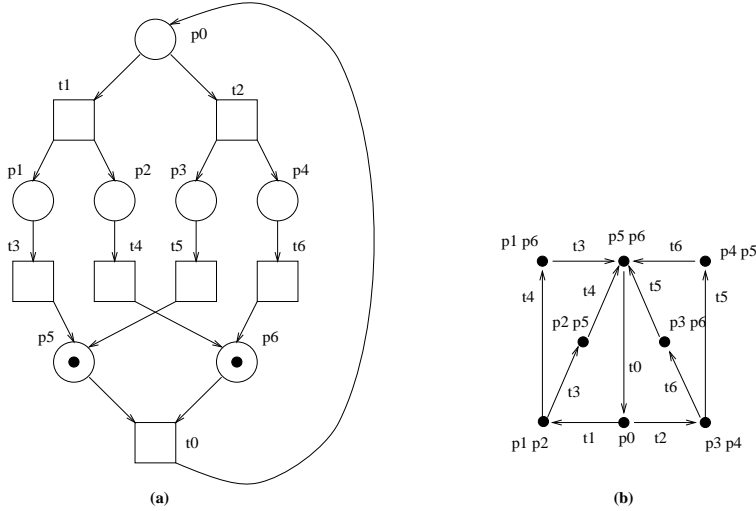 p0
t1
t2
p1
p2
p3
p4
t3
t4
t5
t6
p5
p6
t0
(a)
p1 p6
t3
p5 p6
t6
p4 p5
t4
t4
t5
t5
p2 p5
p3 p6
t0
t3
t6
p1 p2
t1
p0
t2
p3 p4
(b)